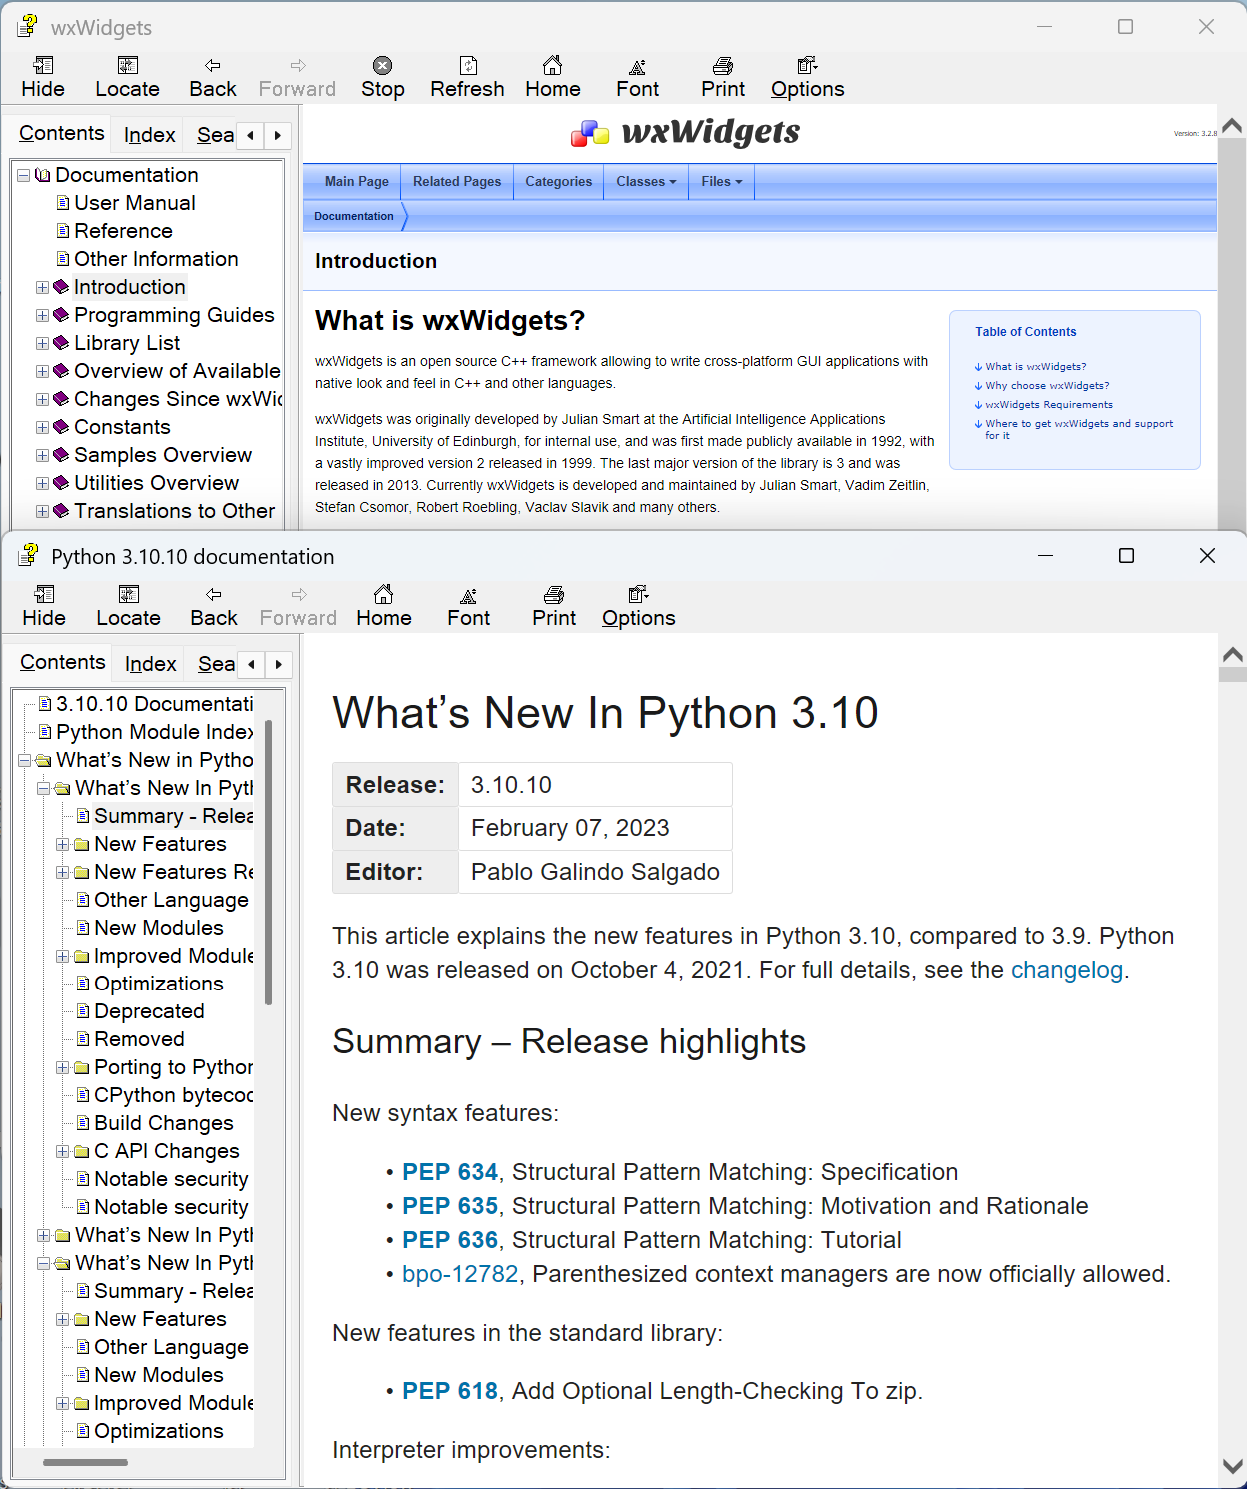 wxWidgets
Hide Locate Back Forward Stop Refresh Home Font Print Options
Contents Index Sea
Documentation
User Manual
Reference
Other Information
Introduction
Programming Guides
Library List
Overview of Available
Changes Since wxWi
Constants
Samples Overview
Utilities Overview
Translations to Other
wxWidgets
Version: 3.2.8
Main Page Related Pages Categories Classes Files
Documentation
Introduction
What is wxWidgets?
wxWidgets is an open source C++ framework allowing to write cross-platform GUI applications with
native look and feel in C++ and other languages.
wxWidgets was originally developed by Julian Smart at the Artificial Intelligence Applications
Institute, University of Edinburgh, for internal use, and was first made publicly available in 1992, with
a vastly improved version 2 released in 1999. The last major version of the library is 3 and was
released in 2013. Currently wxWidgets is developed and maintained by Julian Smart, Vadim Zeitlin,
Stefan Csomor, Robert Roebling, Vaclav Slavik and many others.
Table of Contents
↓ What is wxWidgets?
↓ Why choose wxWidgets?
↓ wxWidgets Requirements
↓ Where to get wxWidgets and support
for it
Python 3.10.10 documentation
Hide Locate Back Forward Home Font Print Options
Contents Index Sea
3.10.10 Documentati
Python Module Index
What's New in Pytho
What's New In Pyth
Summary - Relea
New Features
New Features Re
Other Language
New Modules
Improved Module
Optimizations
Deprecated
Removed
Porting to Python
CPython bytecod
Build Changes
C API Changes
Notable security
Notable security
What's New In Pyth
What's New In Pyth
Summary - Relea
New Features
Other Language
New Modules
Improved Module
Optimizations
What's New In Python 3.10
Release: 3.10.10
Date: February 07, 2023
Editor: Pablo Galindo Salgado
This article explains the new features in Python 3.10, compared to 3.9. Python
3.10 was released on October 4, 2021. For full details, see the changelog.
Summary – Release highlights
New syntax features:
• PEP 634, Structural Pattern Matching: Specification
• PEP 635, Structural Pattern Matching: Motivation and Rationale
• PEP 636, Structural Pattern Matching: Tutorial
• bpo-12782, Parenthesized context managers are now officially allowed.
New features in the standard library:
• PEP 618, Add Optional Length-Checking To zip.
Interpreter improvements: